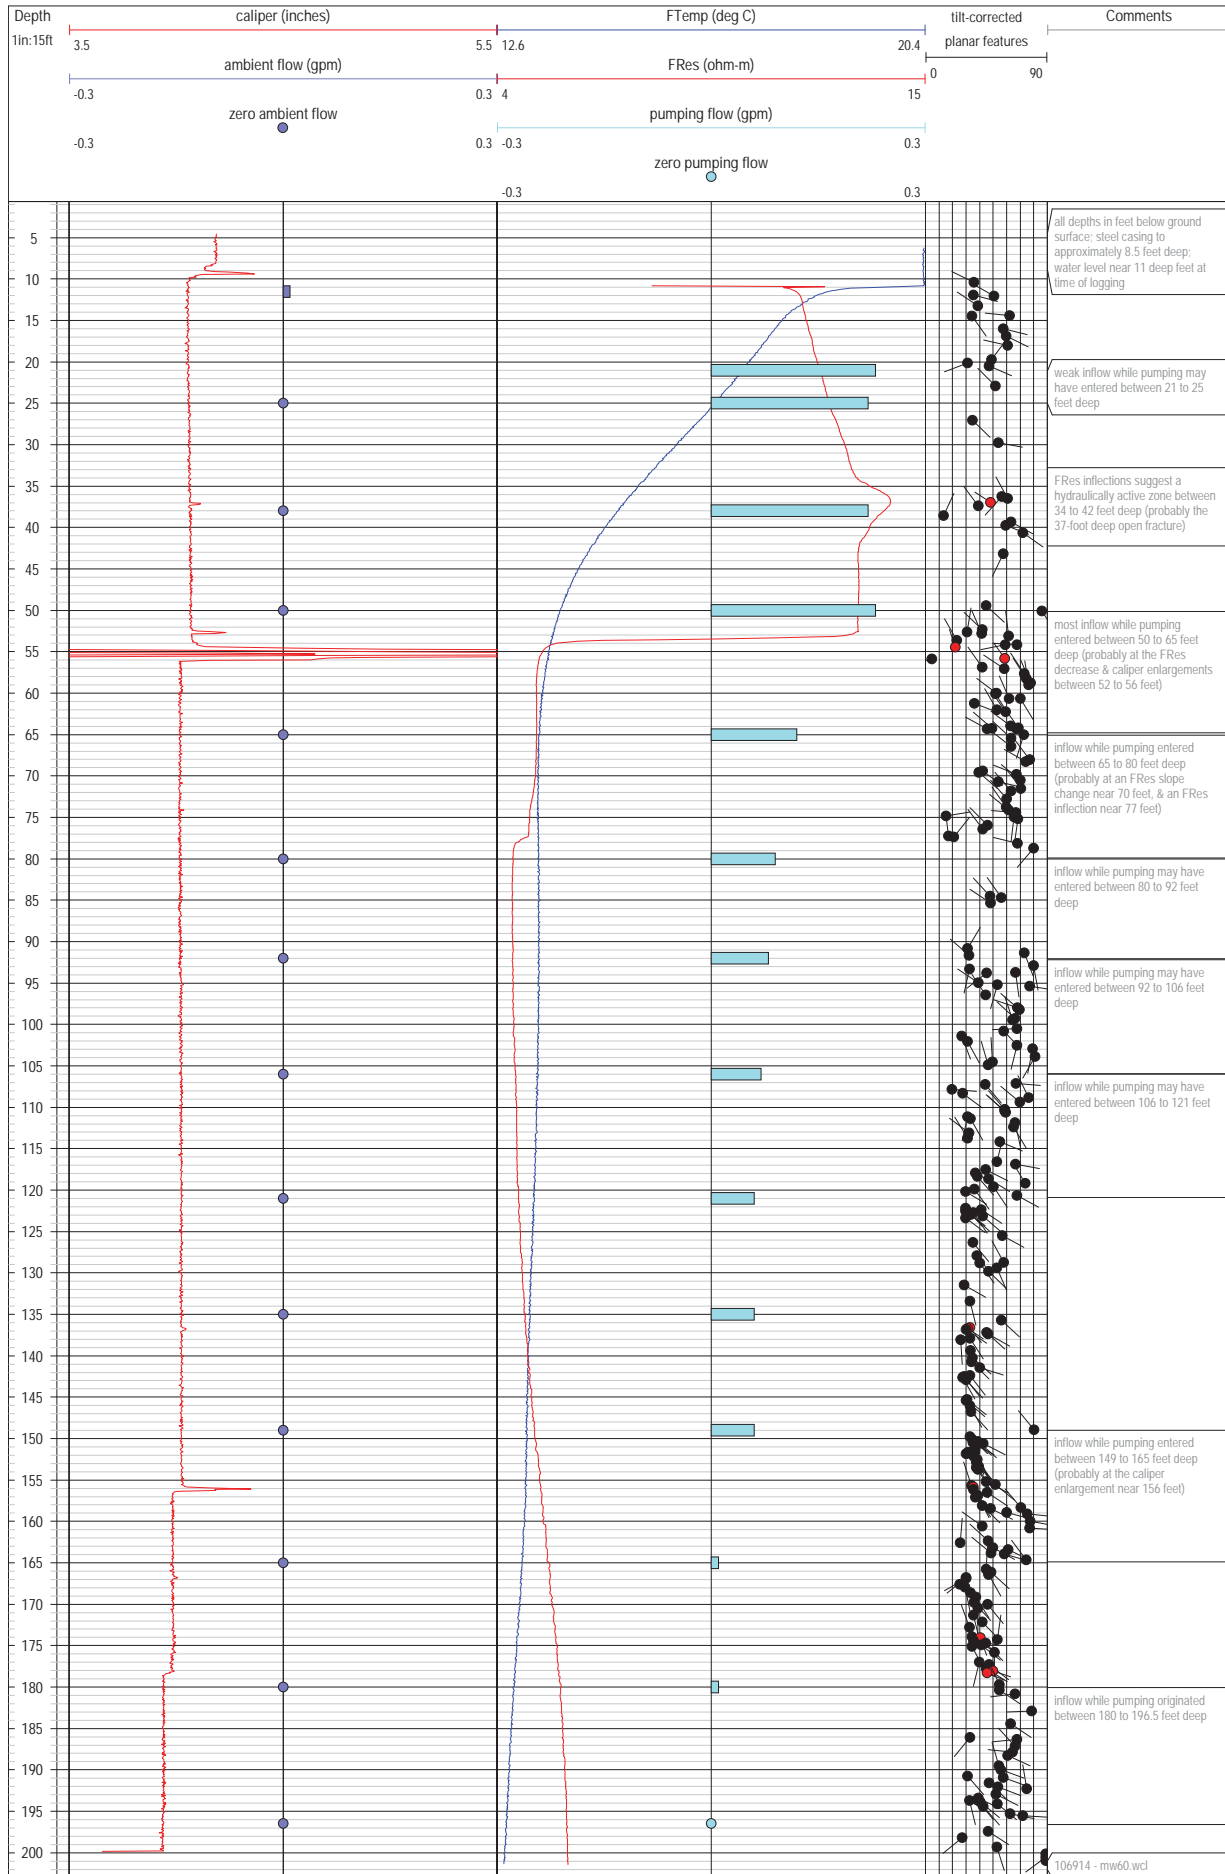 Depth
1in:15ft
caliper (inches)
3.5 5.5
ambient flow (gpm)
-0.3 0.3
zero ambient flow
-0.3 0.3
FTemp (deg C)
12.6 20.4
FRes (ohm-m)
4 15
pumping flow (gpm)
-0.3 0.3
zero pumping flow
-0.3 0.3
tilt-corrected
planar features
0 90
Comments
5
10
15
20
25
30
35
40
45
50
55
60
65
70
75
80
85
90
95
100
105
110
115
120
125
130
135
140
145
150
155
160
165
170
175
180
185
190
195
200
all depths in feet below ground
surface; steel casing to
approximately 8.5 feet deep;
water level near 11 deep feet at
time of logging
weak inflow while pumping may
have entered between 21 to 25
feet deep
FRes inflections suggest a
hydraulically active zone between
34 to 42 feet deep (probably the
37-foot deep open fracture)
most inflow while pumping
entered between 50 to 65 feet
deep (probably at the FRes
decrease & caliper enlargements
between 52 to 56 feet)
inflow while pumping entered
between 65 to 80 feet deep
(probably at an FRes slope
change near 70 feet, & an FRes
inflection near 77 feet)
inflow while pumping may have
entered between 80 to 92 feet
deep
inflow while pumping may have
entered between 92 to 106 feet
deep
inflow while pumping may have
entered between 106 to 121 feet
deep
inflow while pumping entered
between 149 to 165 feet deep
(probably at the caliper
enlargement near 156 feet)
inflow while pumping originated
between 180 to 196.5 feet deep
106914 - mw60.wcl